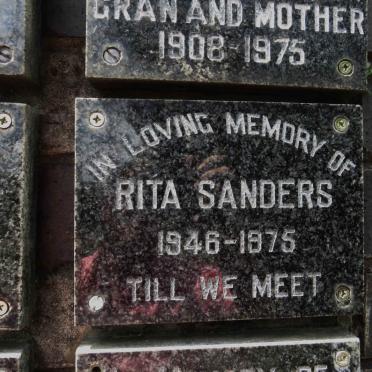 GRAN AND MOTHER
1908-1975
IN LOVING MEMORY OF
RITA SANDERS
1946-1975
TILL WE MEET